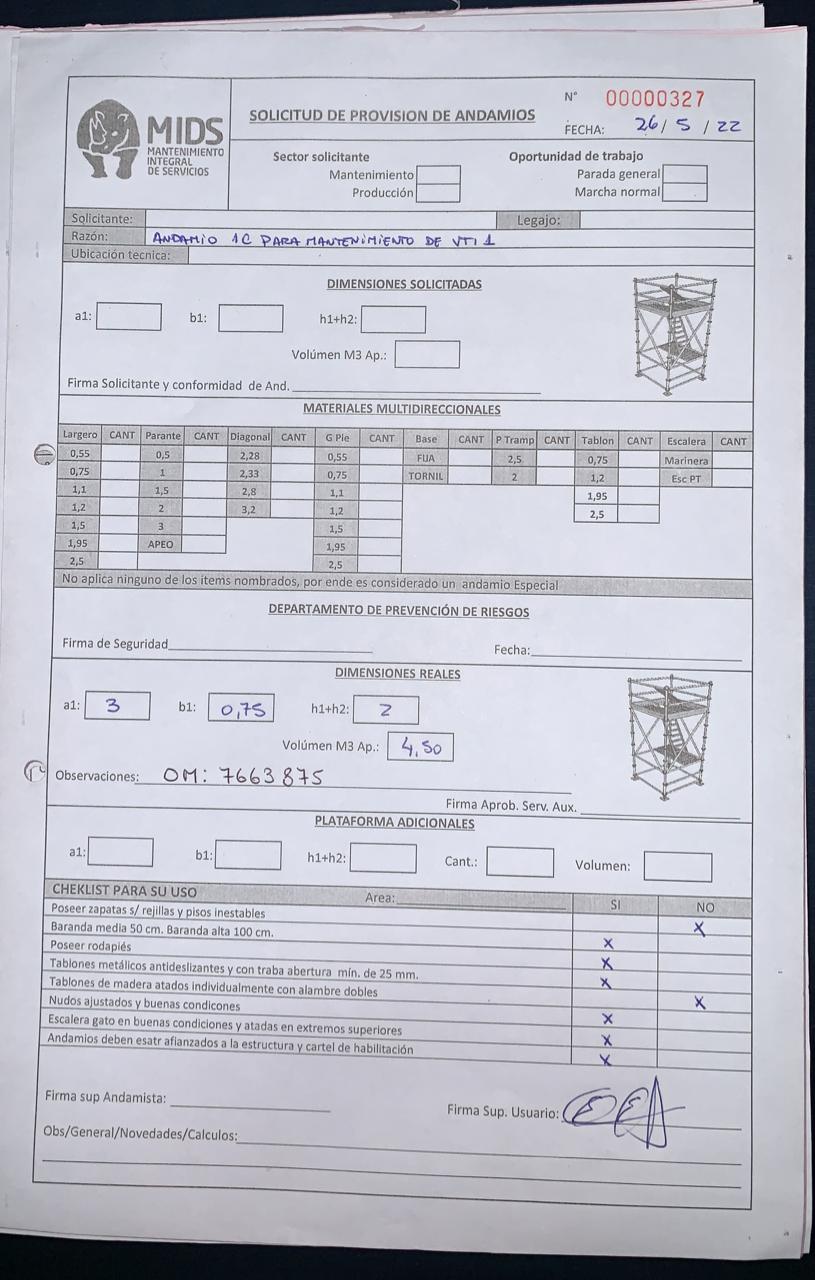 MIDS
MANTENIMIENTO
INTEGRAL
DE SERVICIOS
SOLICITUD DE PROVISION DE ANDAMIOS
N° 00000327
FECHA: 26/ 5 / 22
Sector solicitante
Mantenimiento
Producción
Oportunidad de trabajo
Parada general
Marcha normal
Solicitante: Legajo:
Razón: ANDAMIO 1C PARA MANTENIMIENTO DE VTI 1
Ubicación tecnica:
DIMENSIONES SOLICITADAS
a1: b1: h1+h2:
Volúmen M3 Ap.:
Firma Solicitante y conformidad de And.
MATERIALES MULTIDIRECCIONALES
Largero CANT Parante CANT Diagonal CANT G Pie CANT Base CANT P Tramp CANT Tablon CANT Escalera CANT
0,55 0,5 2,28 0,55 FUA 2,5 0,75 Marinera
0,75 1 2,33 0,75 TORNIL 2 1,2 Esc PT
1,1 1,5 2,8 1,1 1,95
1,2 2 3,2 1,2 2,5
1,5 3 1,5
1,95 APEO 1,95
2,5 2,5
No aplica ninguno de los items nombrados, por ende es considerado un andamio Especial
DEPARTAMENTO DE PREVENCIÓN DE RIESGOS
Firma de Seguridad Fecha:
DIMENSIONES REALES
a1: 3 b1: 0,75 h1+h2: 2
Volúmen M3 Ap.: 4,50
Observaciones: OM: 7663875
Firma Aprob. Serv. Aux.
PLATAFORMA ADICIONALES
a1: b1: h1+h2: Cant.: Volumen:
CHEKLIST PARA SU USO Area: SI NO
Poseer zapatas s/ rejillas y pisos inestables X
Baranda media 50 cm. Baranda alta 100 cm. X
Poseer rodapiés X
Tablones metálicos antideslizantes y con traba abertura mín. de 25 mm. X
Tablones de madera atados individualmente con alambre dobles X
Nudos ajustados y buenas condicones X
Escalera gato en buenas condiciones y atadas en extremos superiores X
Andamios deben esatr afianzados a la estructura y cartel de habilitación X
Firma sup Andamista: Firma Sup. Usuario:
Obs/General/Novedades/Calculos: